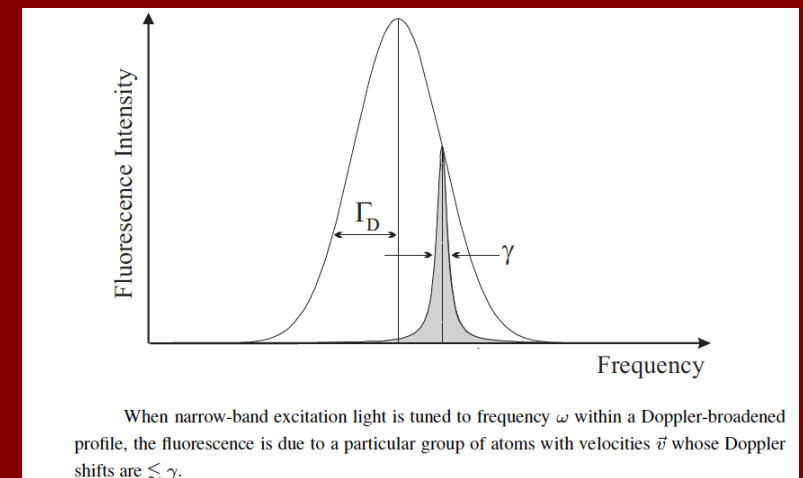 Fluorescence Intensity
Γ_D
γ
Frequency
When narrow-band excitation light is tuned to frequency ω within a Doppler-broadened
profile, the fluorescence is due to a particular group of atoms with velocities v⃗ whose Doppler
shifts are ≲ γ.